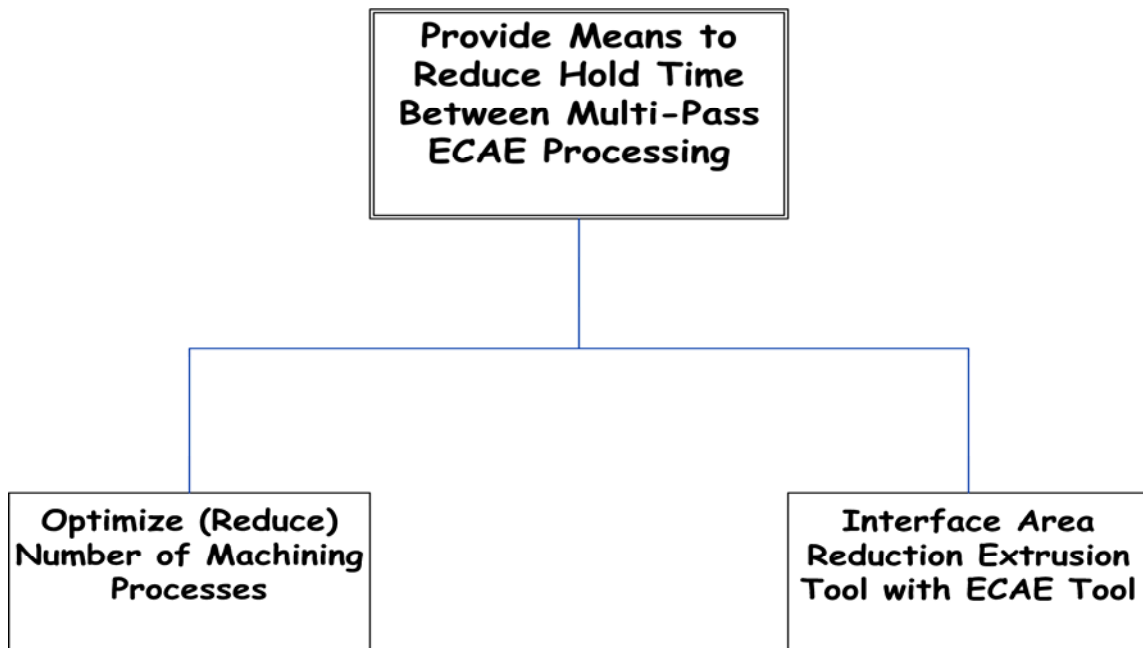 Provide Means to
Reduce Hold Time
Between Multi-Pass
ECAE Processing
Optimize (Reduce)
Number of Machining
Processes
Interface Area
Reduction Extrusion
Tool with ECAE Tool